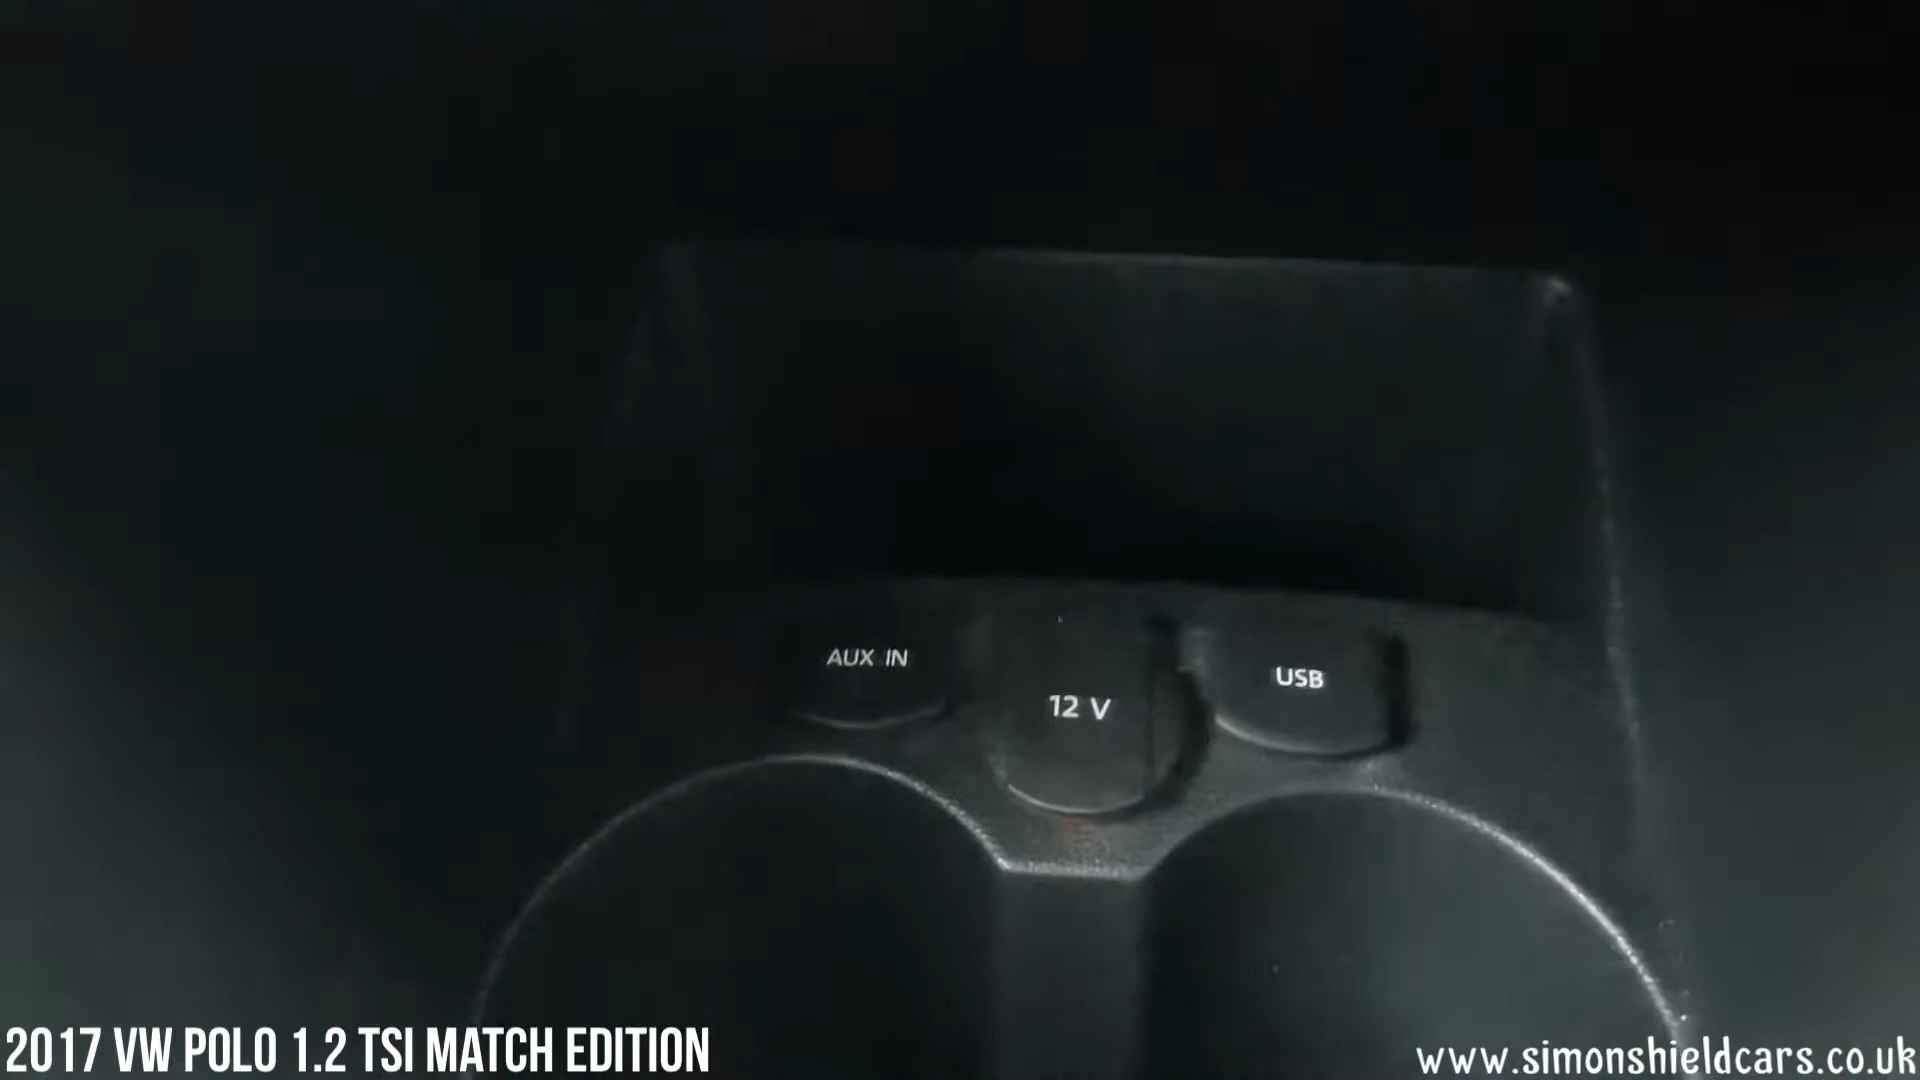 AUX IN
12 V
USB
2017 VW POLO 1.2 TSI MATCH EDITION
www.simonshieldcars.co.uk